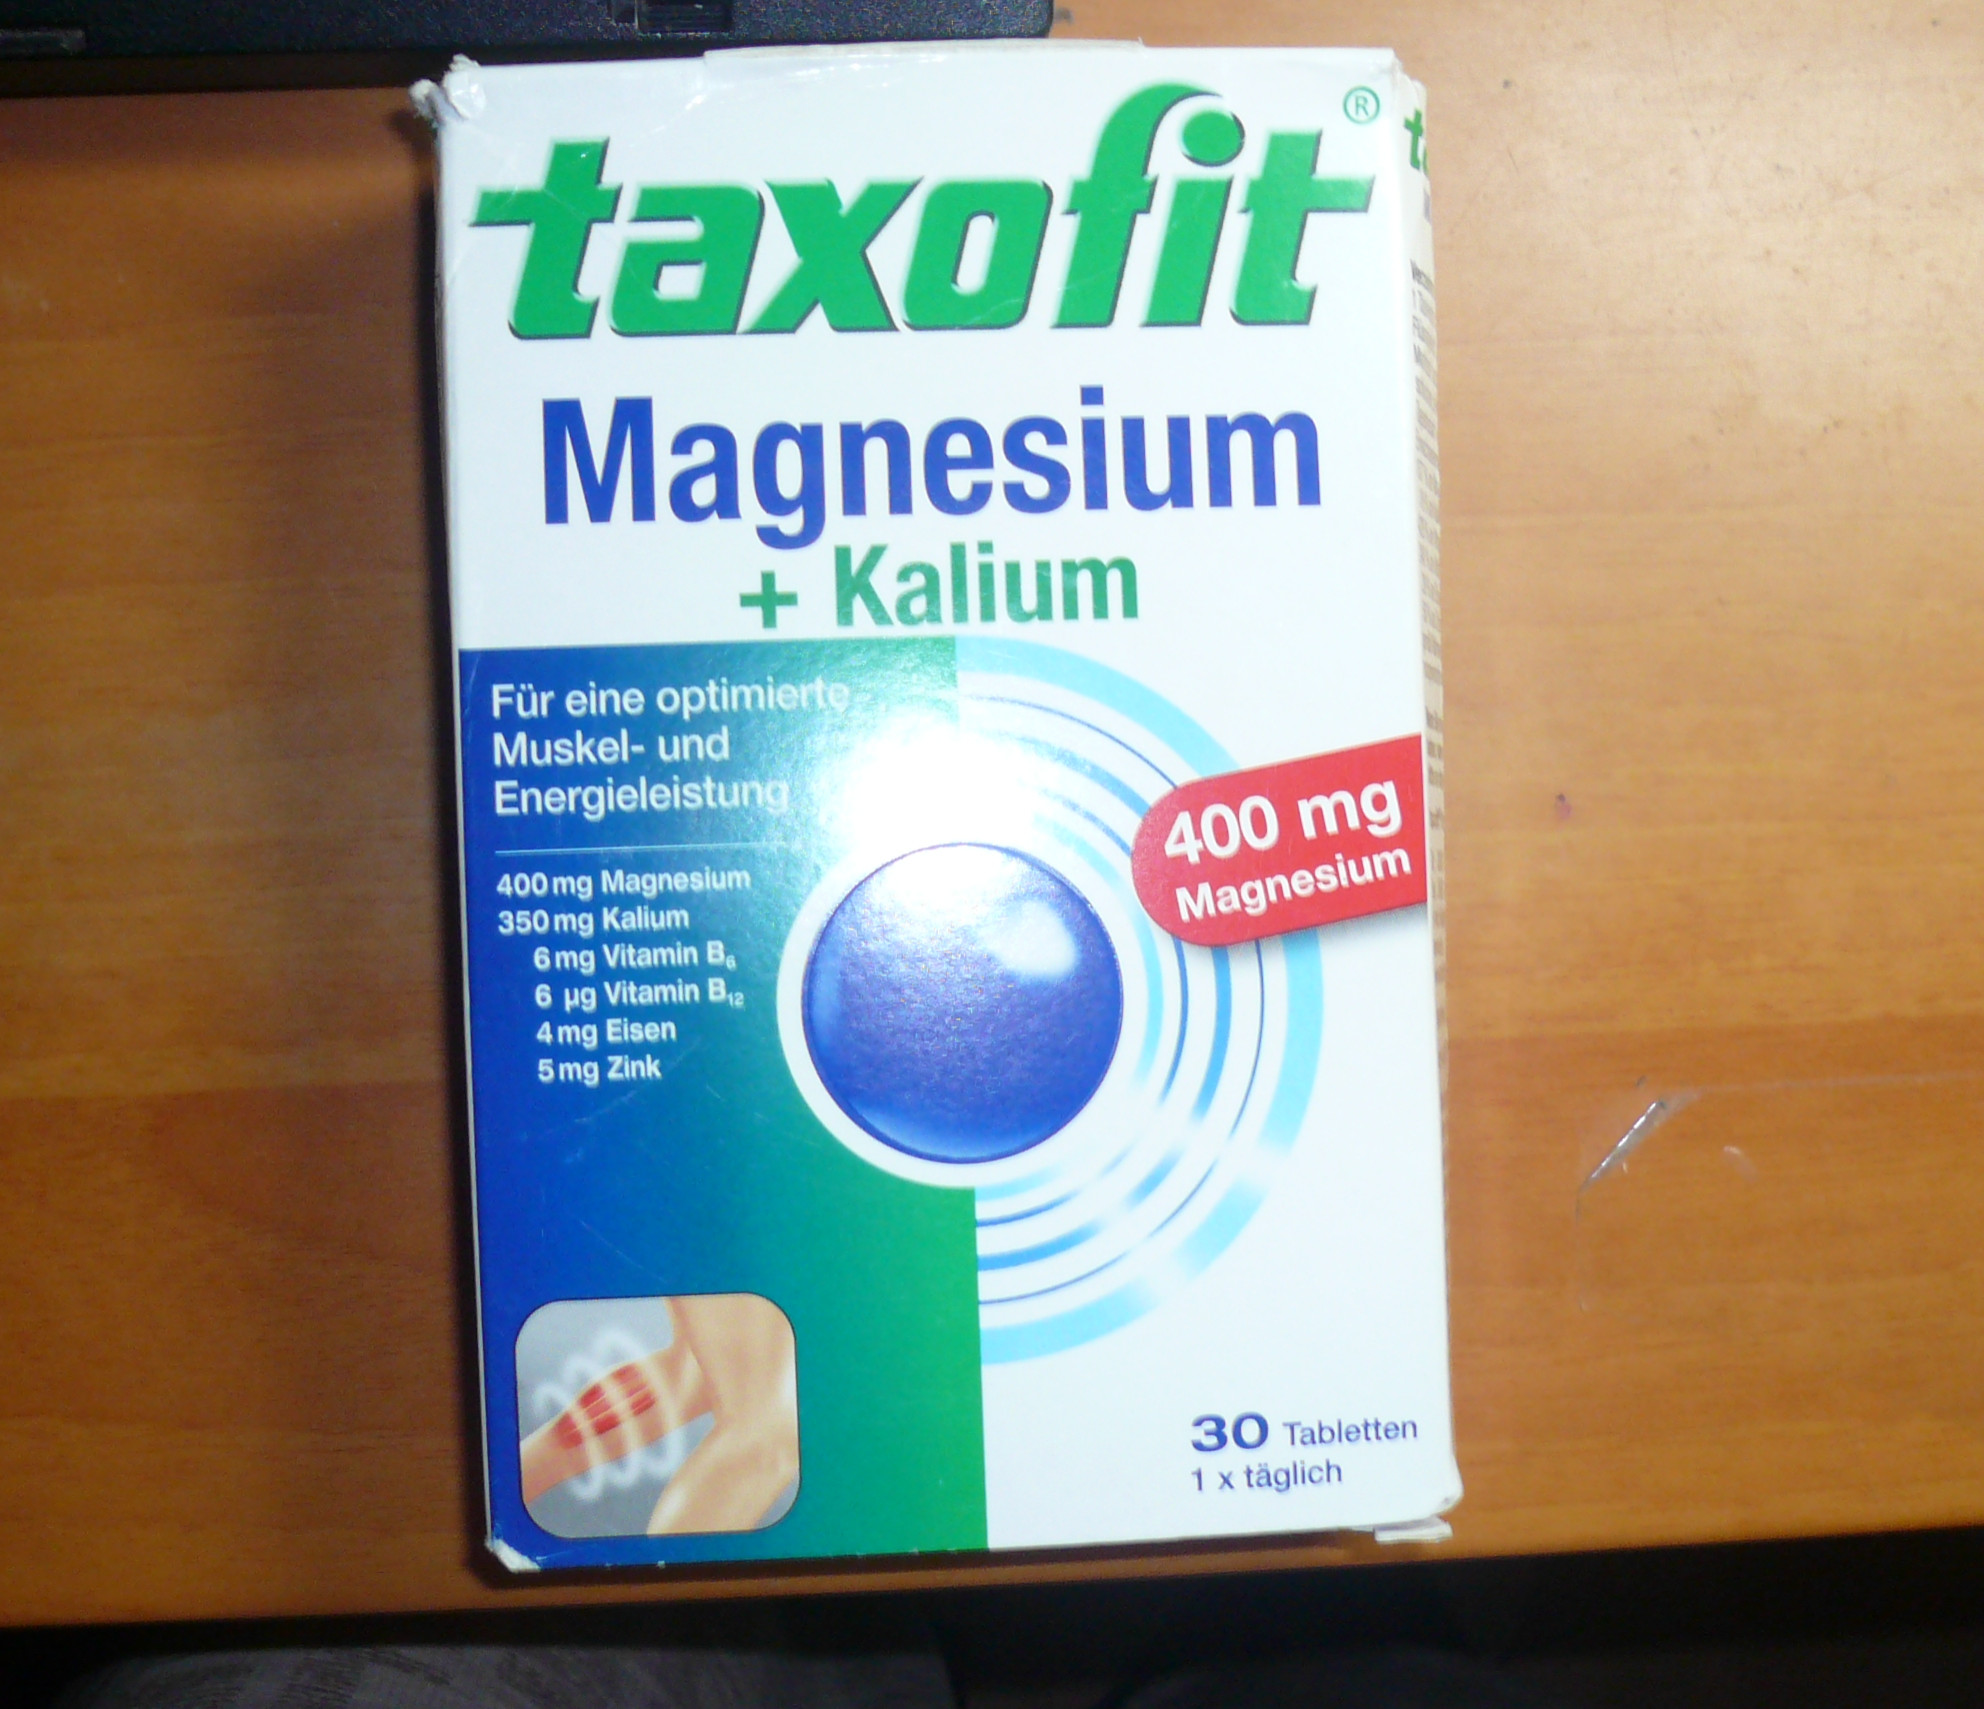 taxofit®
Magnesium
+ Kalium
Für eine optimierte
Muskel- und
Energieleistung
400 mg Magnesium
350 mg Kalium
6 mg Vitamin B₆
6 µg Vitamin B₁₂
4 mg Eisen
5 mg Zink
400 mg
Magnesium
30 Tabletten
1 x täglich